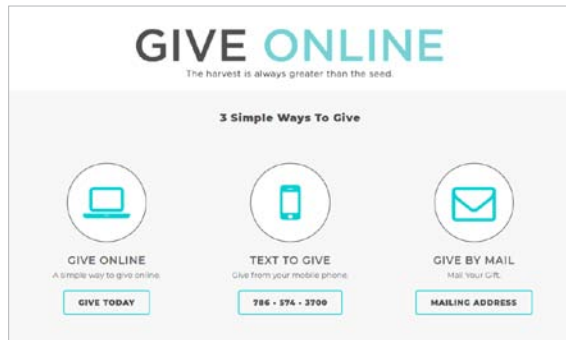 GIVE ONLINE
The harvest is always greater than the seed.
3 Simple Ways To Give
GIVE ONLINE
A simple way to give online.
GIVE TODAY
TEXT TO GIVE
Give from your mobile phone.
786 • 574 • 3700
GIVE BY MAIL
Mail Your Gift.
MAILING ADDRESS